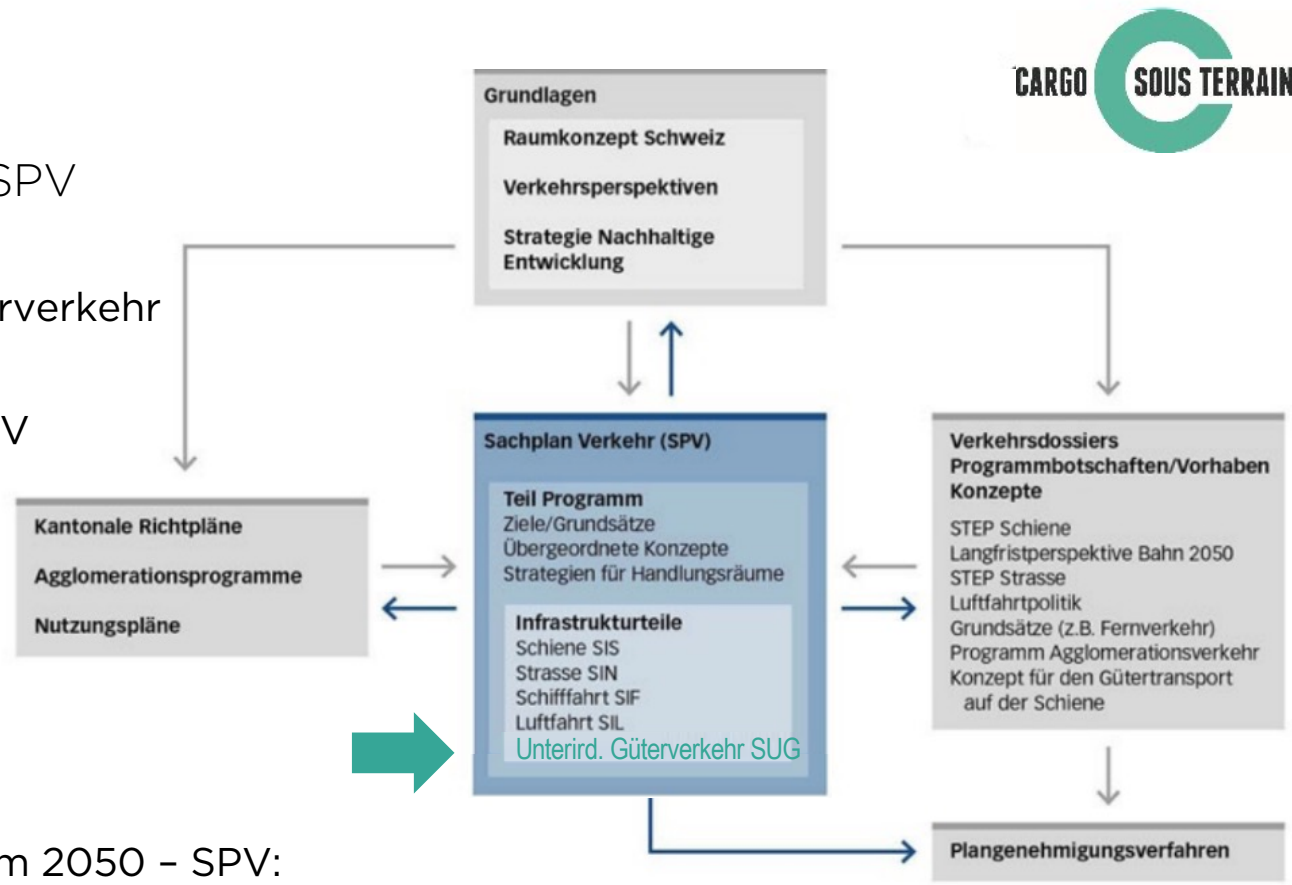 CARGO SOUS TERRAIN
SPV
rverkehr
V
m 2050 – SPV:
Grundlagen
Raumkonzept Schweiz
Verkehrsperspektiven
Strategie Nachhaltige
Entwicklung
Kantonale Richtpläne
Agglomerationsprogramme
Nutzungspläne
Sachplan Verkehr (SPV)
Teil Programm
Ziele/Grundsätze
Übergeordnete Konzepte
Strategien für Handlungsräume
Infrastrukturteile
Schiene SIS
Strasse SIN
Schifffahrt SIF
Luftfahrt SIL
Unterird. Güterverkehr SUG
Verkehrsdossiers
Programmbotschaften/Vorhaben
Konzepte
STEP Schiene
Langfristperspektive Bahn 2050
STEP Strasse
Luftfahrtpolitik
Grundsätze (z.B. Fernverkehr)
Programm Agglomerationsverkehr
Konzept für den Gütertransport
auf der Schiene
Plangenehmigungsverfahren